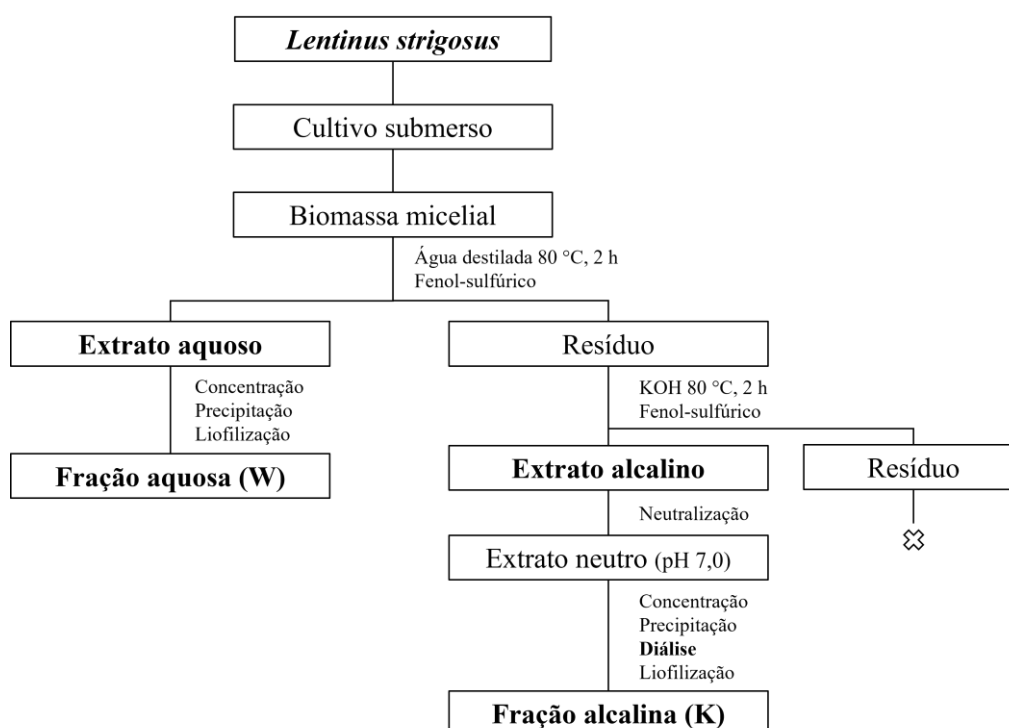 Lentinus strigosus
Cultivo submerso
Biomassa micelial
Água destilada 80 °C, 2 h
Fenol-sulfúrico
Extrato aquoso
Resíduo
Concentração
Precipitação
Liofilização
KOH 80 °C, 2 h
Fenol-sulfúrico
Fração aquosa (W)
Extrato alcalino
Resíduo
Neutralização
Extrato neutro (pH 7,0)
Concentração
Precipitação
Diálise
Liofilização
Fração alcalina (K)